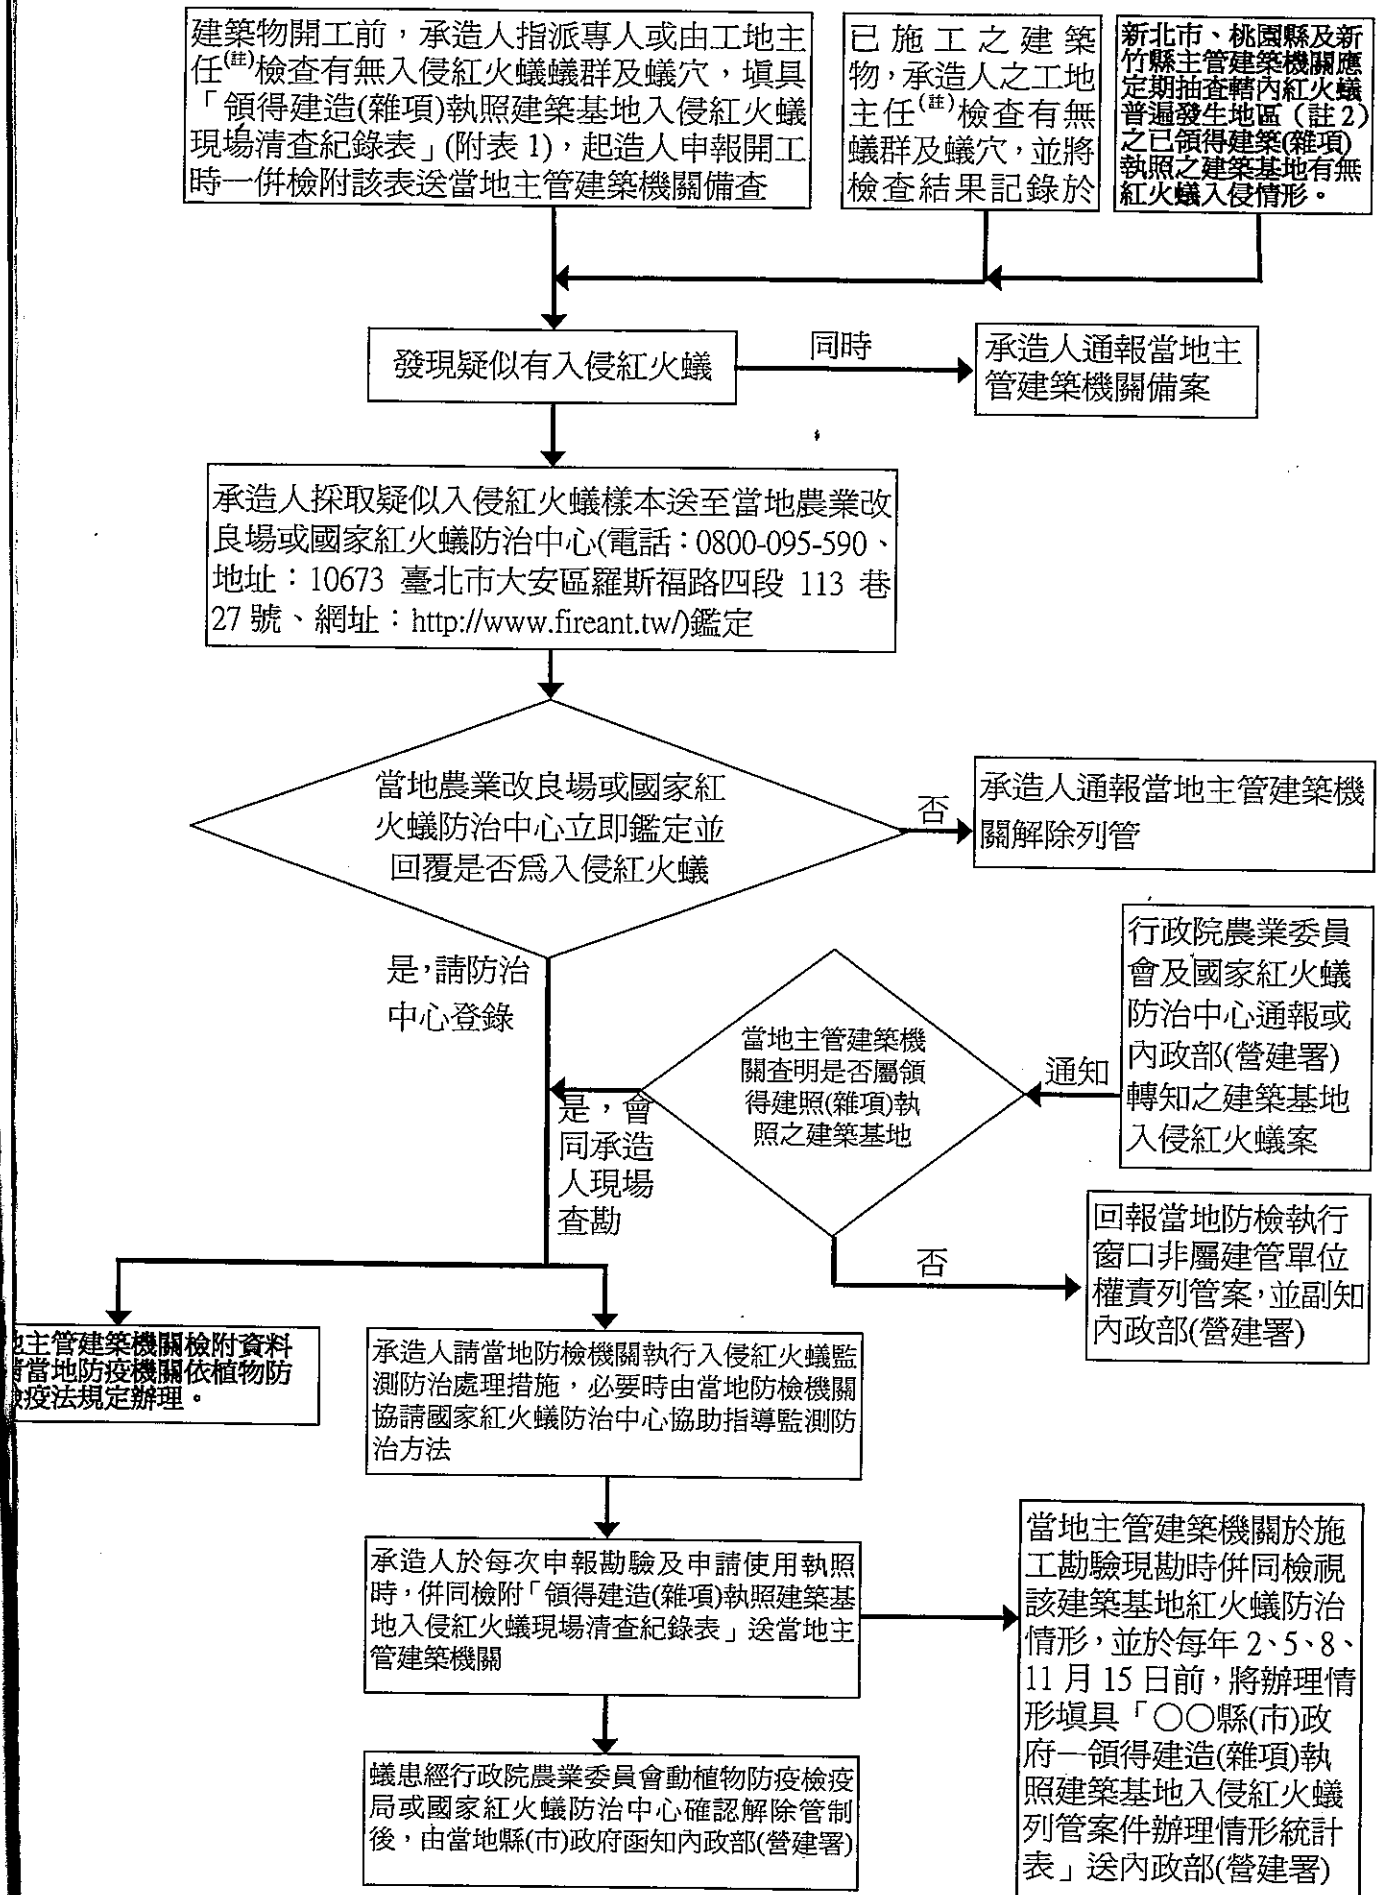 建築物開工前，承造人指派專人或由工地主
任(註)檢查有無入侵紅火蟻蟻群及蟻穴，填具
「領得建造(雜項)執照建築基地入侵紅火蟻
現場清查紀錄表」(附表1)，起造人申報開工
時一併檢附該表送當地主管建築機關備查
已施工之建築
物，承造人之工地
主任(註)檢查有無
蟻群及蟻穴，並將
檢查結果記錄於
新北市、桃園縣及新
竹縣主管建築機關應
定期抽查轄內紅火蟻
普遍發生地區（註2）
之已領得建築(雜項)
執照之建築基地有無
紅火蟻入侵情形。
發現疑似有入侵紅火蟻
同時
承造人通報當地主
管建築機關備案
承造人採取疑似入侵紅火蟻樣本送至當地農業改
良場或國家紅火蟻防治中心(電話：0800-095-590、
地址：10673 臺北市大安區羅斯福路四段 113 巷
27 號、網址：http://www.fireant.tw/)鑑定
當地農業改良場或國家紅
火蟻防治中心立即鑑定並
回覆是否為入侵紅火蟻
否
承造人通報當地主管建築機
關解除列管
是，請防治
中心登錄
行政院農業委員
會及國家紅火蟻
防治中心通報或
內政部(營建署)
轉知之建築基地
入侵紅火蟻案
通知
當地主管建築機
關查明是否屬領
得建照(雜項)執
照之建築基地
是，會
同承造
人現場
查勘
否
回報當地防檢執行
窗口非屬建管單位
權責列管案，並副知
內政部(營建署)
主管建築機關檢附資料
當地防疫機關依植物防
疫法規定辦理。
承造人請當地防檢機關執行入侵紅火蟻監
測防治處理措施，必要時由當地防檢機關
協請國家紅火蟻防治中心協助指導監測防
治方法
承造人於每次申報勘驗及申請使用執照
時，併同檢附「領得建造(雜項)執照建築基
地入侵紅火蟻現場清查紀錄表」送當地主
管建築機關
當地主管建築機關於施
工勘驗現勘時併同檢視
該建築基地紅火蟻防治
情形，並於每年 2、5、8、
11 月 15 日前，將辦理情
形填具「○○縣(市)政
府—領得建造(雜項)執
照建築基地入侵紅火蟻
列管案件辦理情形統計
表」送內政部(營建署)
蟻患經行政院農業委員會動植物防疫檢疫
局或國家紅火蟻防治中心確認解除管制
後，由當地縣(市)政府函知內政部(營建署)